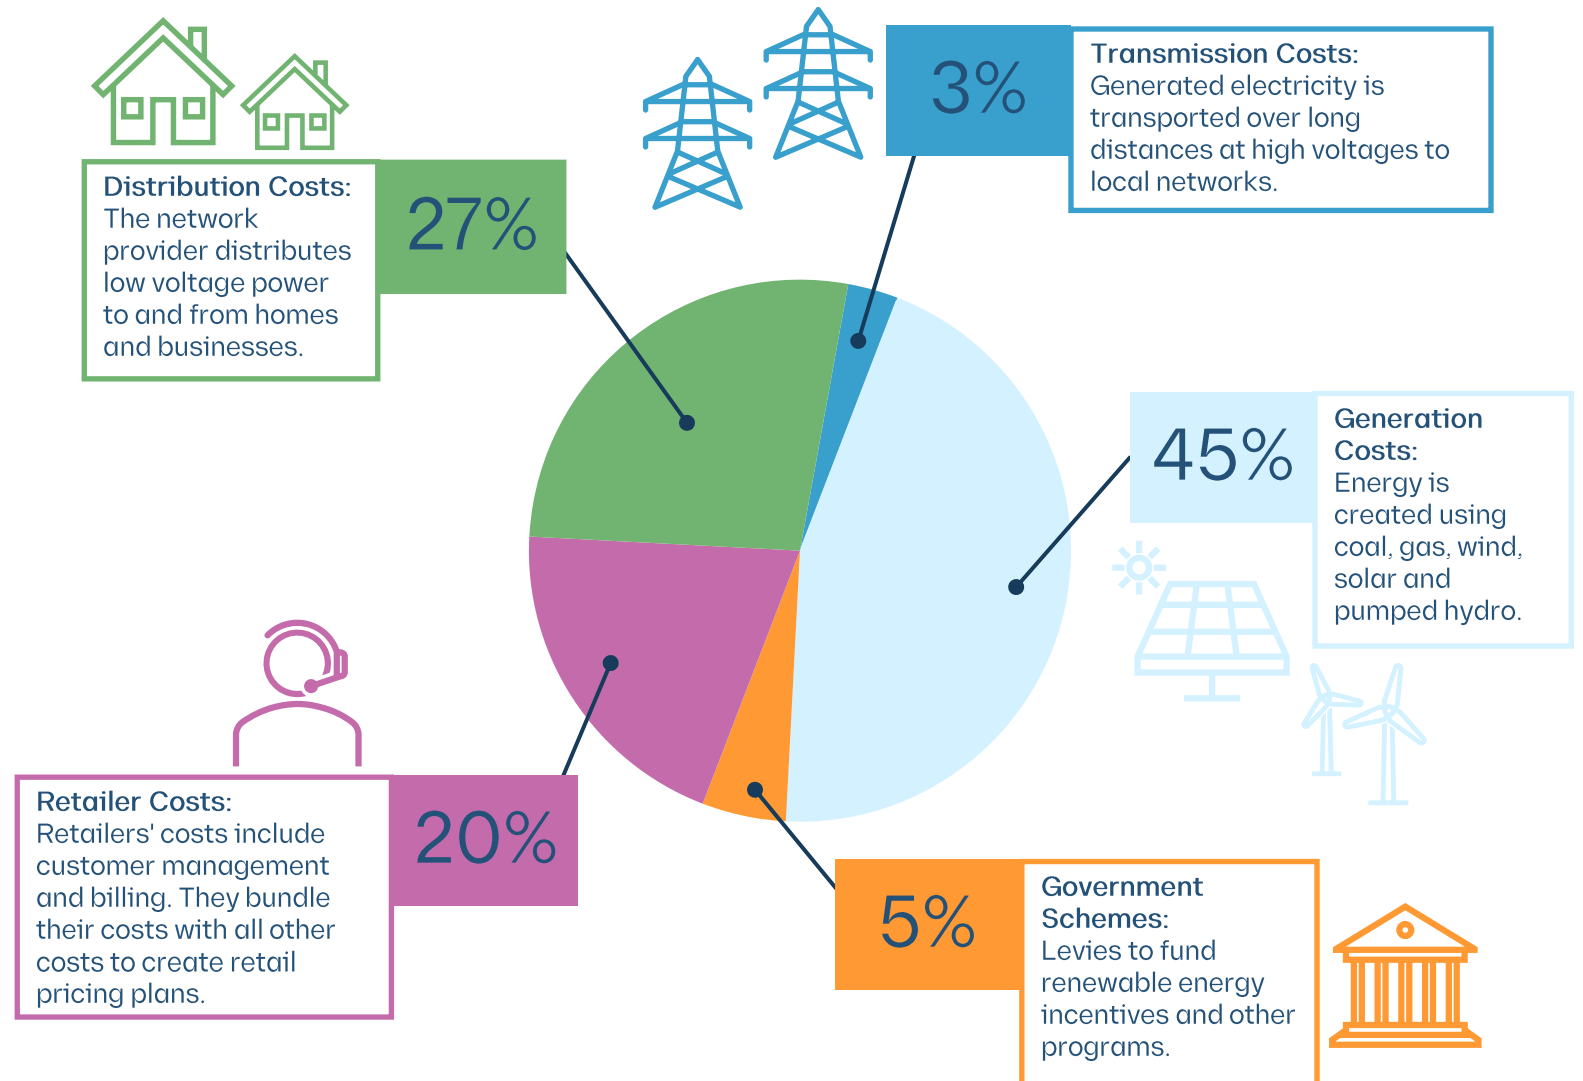 3%
Transmission Costs:
Generated electricity is
transported over long
distances at high voltages to
local networks.
Distribution Costs:
The network
provider distributes
low voltage power
to and from homes
and businesses.
27%
45%
Generation
Costs:
Energy is
created using
coal, gas, wind,
solar and
pumped hydro.
Retailer Costs:
Retailers' costs include
customer management
and billing. They bundle
their costs with all other
costs to create retail
pricing plans.
20%
5%
Government
Schemes:
Levies to fund
renewable energy
incentives and other
programs.